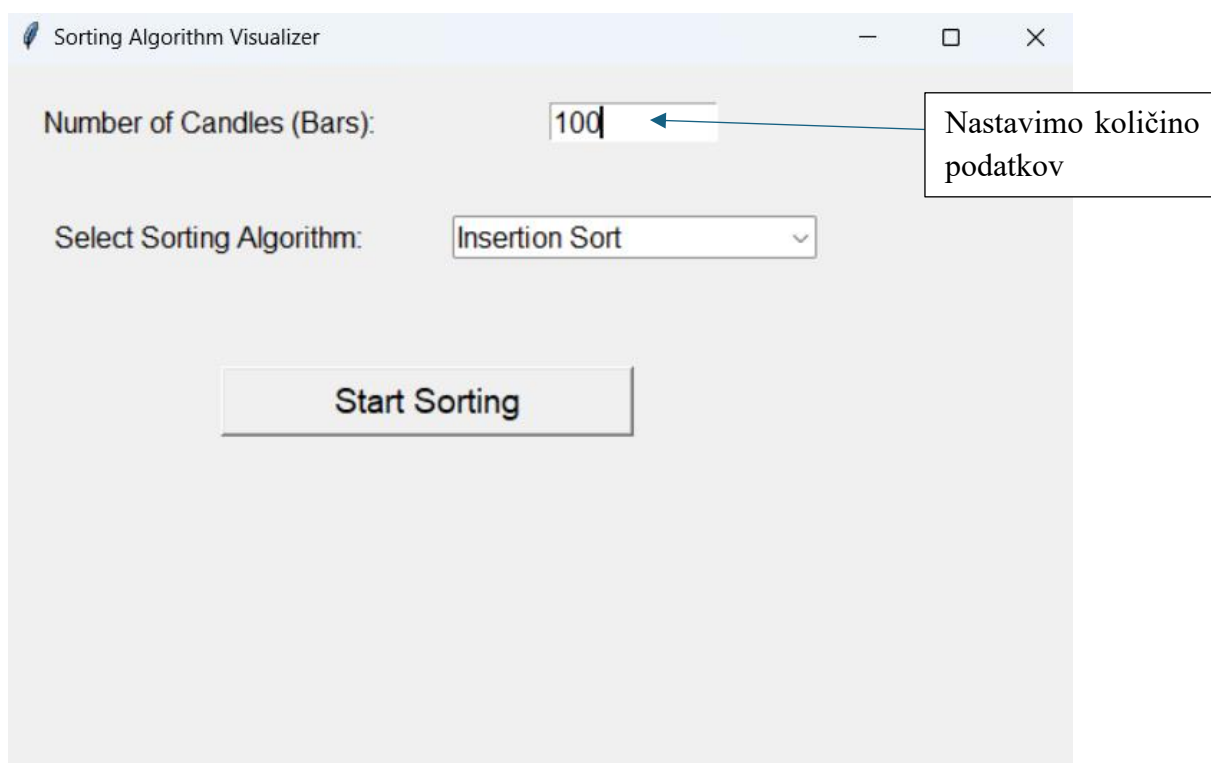 Sorting Algorithm Visualizer
Number of Candles (Bars):
100
Nastavimo količino
podatkov
Select Sorting Algorithm:
Insertion Sort
Start Sorting